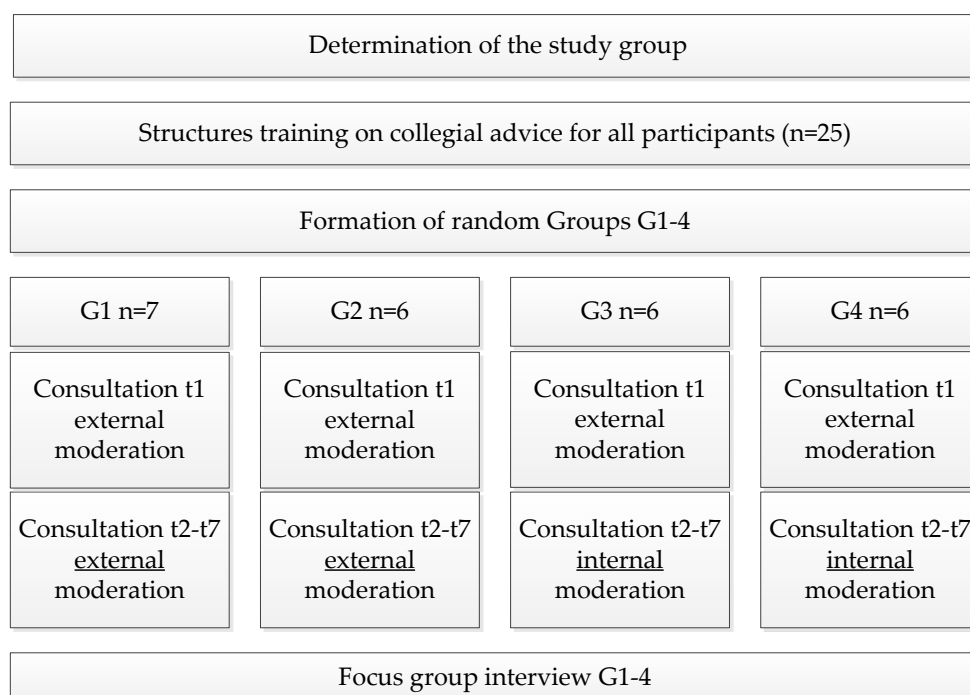 Determination of the study group
Structures training on collegial advice for all participants (n=25)
Formation of random Groups G1-4
G1 n=7
G2 n=6
G3 n=6
G4 n=6
Consultation t1
external
moderation
Consultation t1
external
moderation
Consultation t1
external
moderation
Consultation t1
external
moderation
Consultation t2-t7
external
moderation
Consultation t2-t7
external
moderation
Consultation t2-t7
internal
moderation
Consultation t2-t7
internal
moderation
Focus group interview G1-4